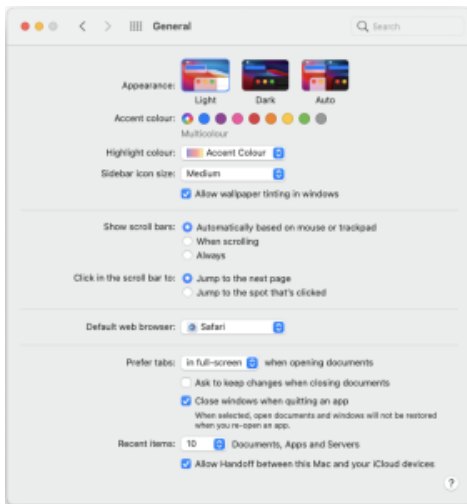 General
Search
Appearance:
Light Dark Auto
Accent colour:
Multicolour
Highlight colour: Accent Colour
Sidebar icon size: Medium
Allow wallpaper tinting in windows
Show scroll bars: Automatically based on mouse or trackpad
When scrolling
Always
Click in the scroll bar to: Jump to the next page
Jump to the spot that's clicked
Default web browser: Safari
Prefer tabs: in full-screen when opening documents
Ask to keep changes when closing documents
Close windows when quitting an app
When selected, open documents and windows will not be restored
when you re-open an app.
Recent items: 10 Documents, Apps and Servers
Allow Handoff between this Mac and your iCloud devices
?